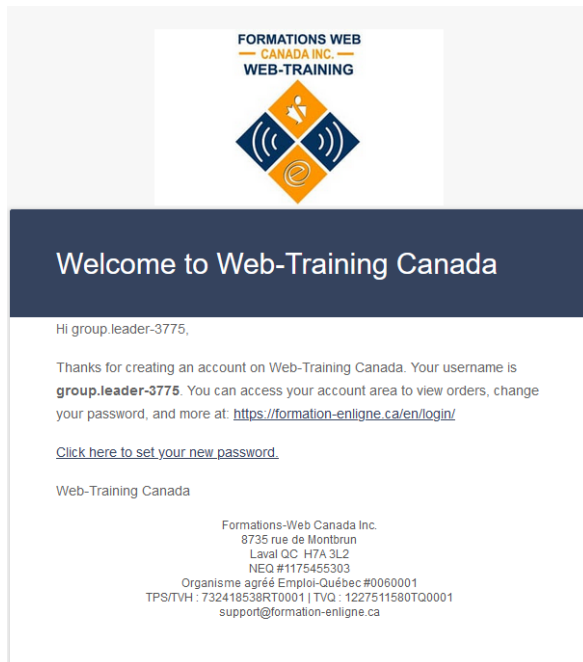 FORMATIONS WEB
CANADA INC.
WEB-TRAINING
Welcome to Web-Training Canada
Hi group.leader-3775,
Thanks for creating an account on Web-Training Canada. Your username is
group.leader-3775. You can access your account area to view orders, change
your password, and more at: https://formation-enligne.ca/en/login/
Click here to set your new password.
Web-Training Canada
Formations-Web Canada Inc.
8735 rue de Montbrun
Laval QC H7A 3L2
NEQ #1175455303
Organisme agréé Emploi-Québec #0060001
TPS/TVH : 732418538RT0001 | TVQ : 1227511580TQ0001
support@formation-enligne.ca